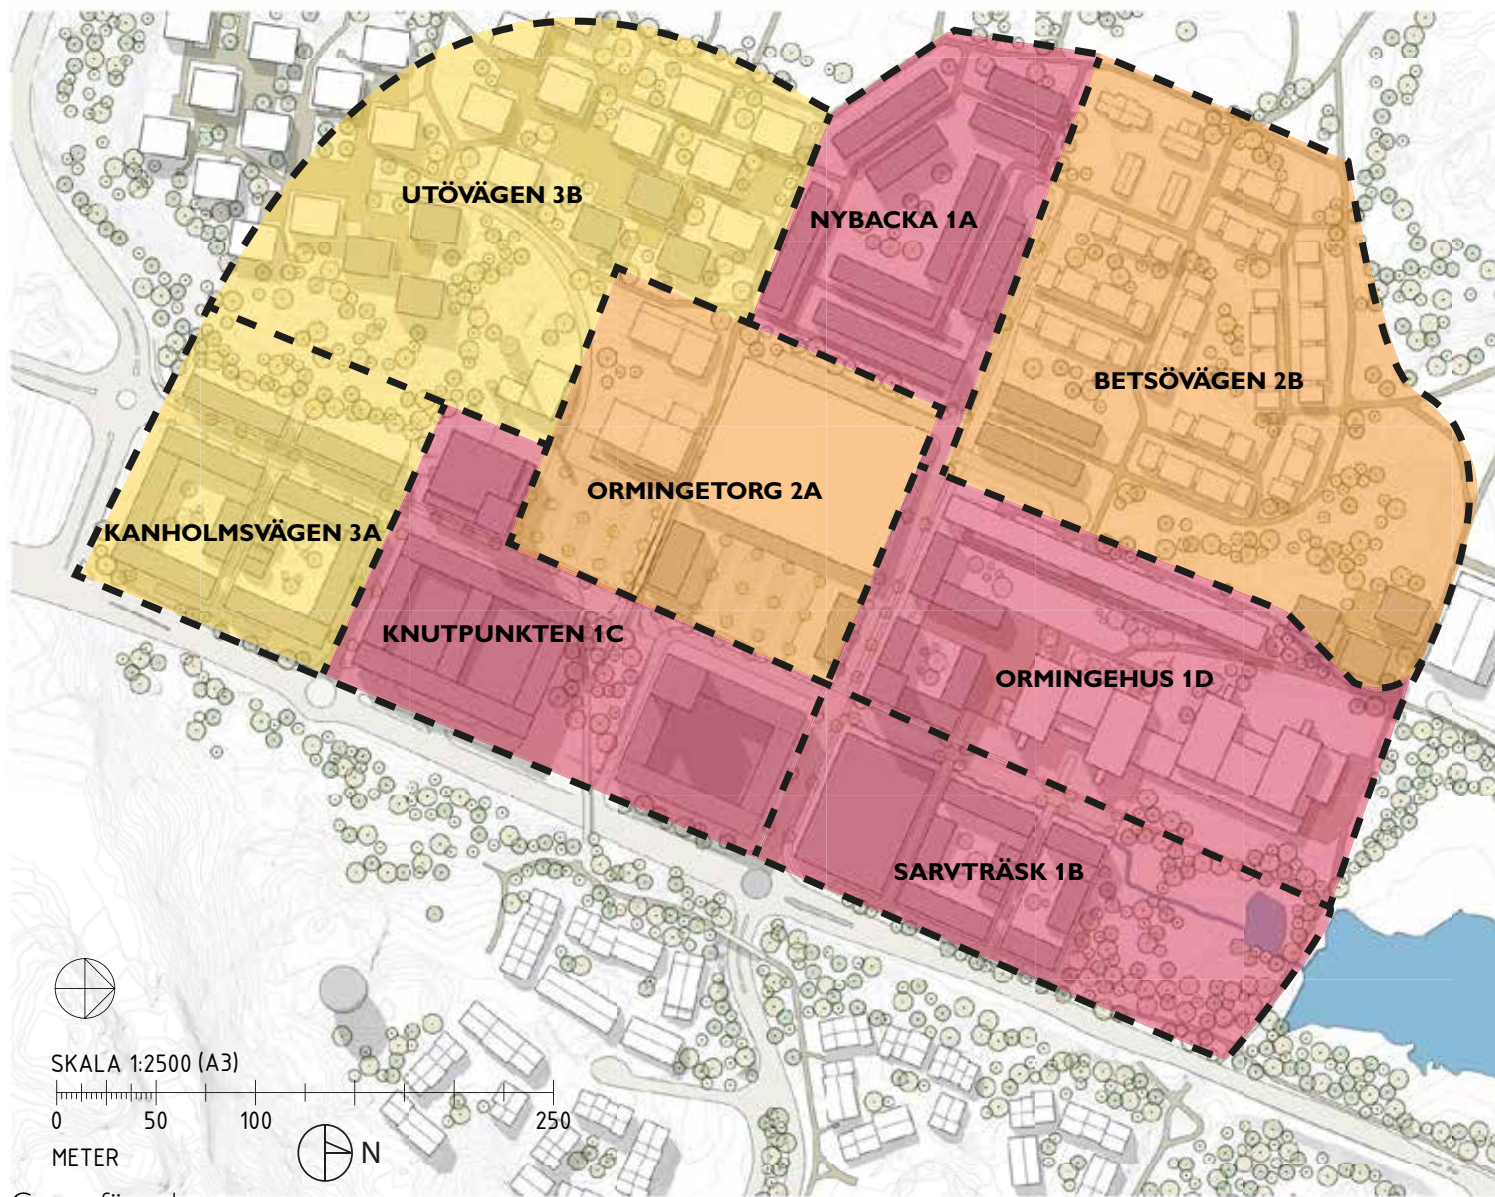 UTÖVÄGEN 3B
NYBACKA 1A
BETSÖVÄGEN 2B
ORMINGETORG 2A
KANHOLMSVÄGEN 3A
KNUTPUNKTEN 1C
ORMINGEHUS 1D
SARVTRÄSK 1B
SKALA 1:2500 (A3)
0 50 100 250
METER
N